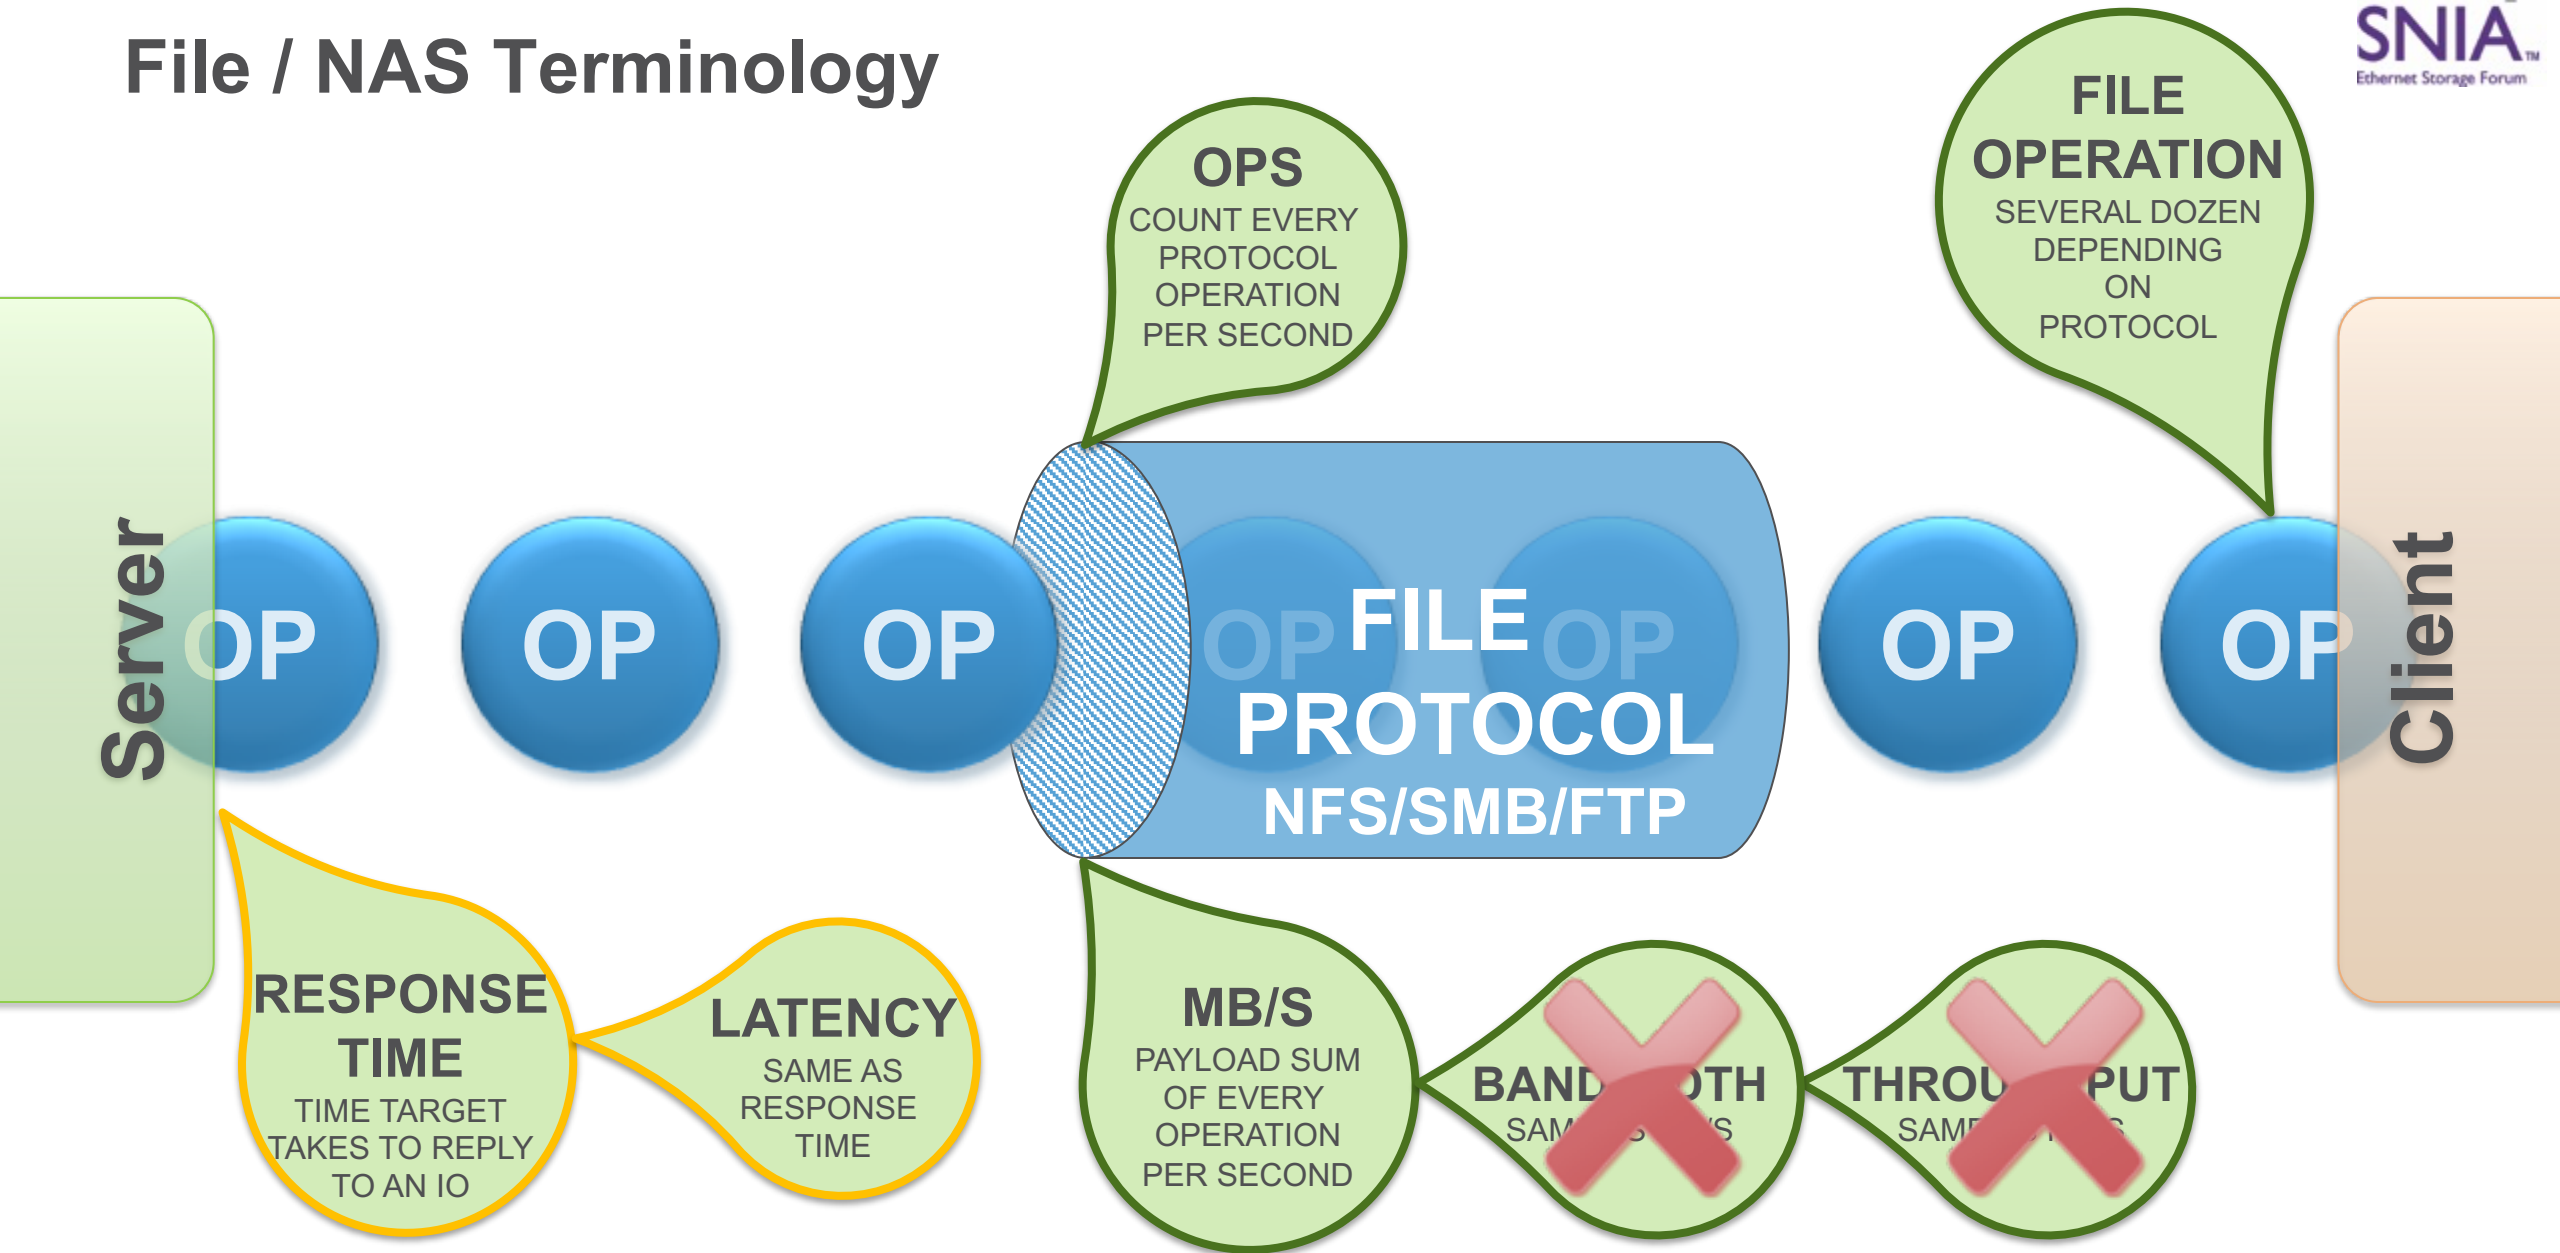 File / NAS Terminology
SNIA™
Ethernet Storage Forum
OPS
COUNT EVERY
PROTOCOL
OPERATION
PER SECOND
FILE
OPERATION
SEVERAL DOZEN
DEPENDING
ON
PROTOCOL
Server
OP
OP
OP
OP
OP
FILE
PROTOCOL
NFS/SMB/FTP
OP
OP
Client
RESPONSE
TIME
TIME TARGET
TAKES TO REPLY
TO AN IO
LATENCY
SAME AS
RESPONSE
TIME
MB/S
PAYLOAD SUM
OF EVERY
OPERATION
PER SECOND
BANDWIDTH
THROUGHPUT